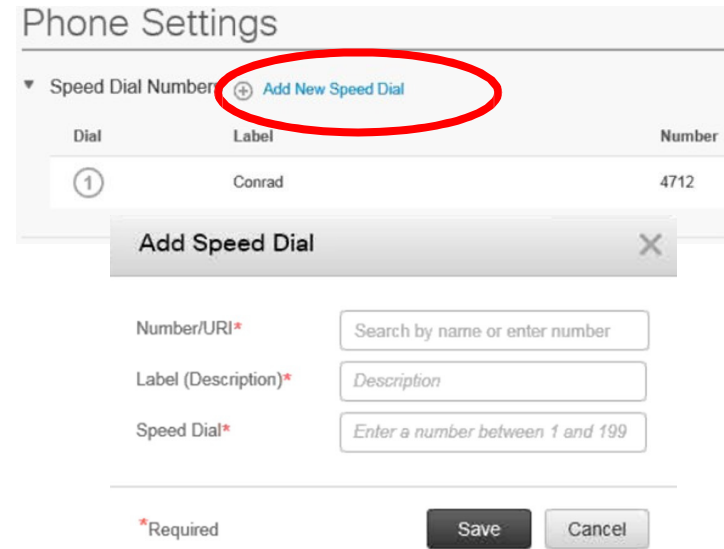 Phone Settings
Speed Dial Numbers Add New Speed Dial
Dial Label Number
1 Conrad 4712
Add Speed Dial
Number/URI* Search by name or enter number
Label (Description)* Description
Speed Dial* Enter a number between 1 and 199
*Required Save Cancel